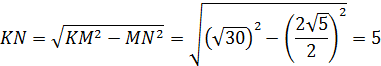 KN = √(KM² − MN²) = √((√30)² − (2√5/2)²) = 5